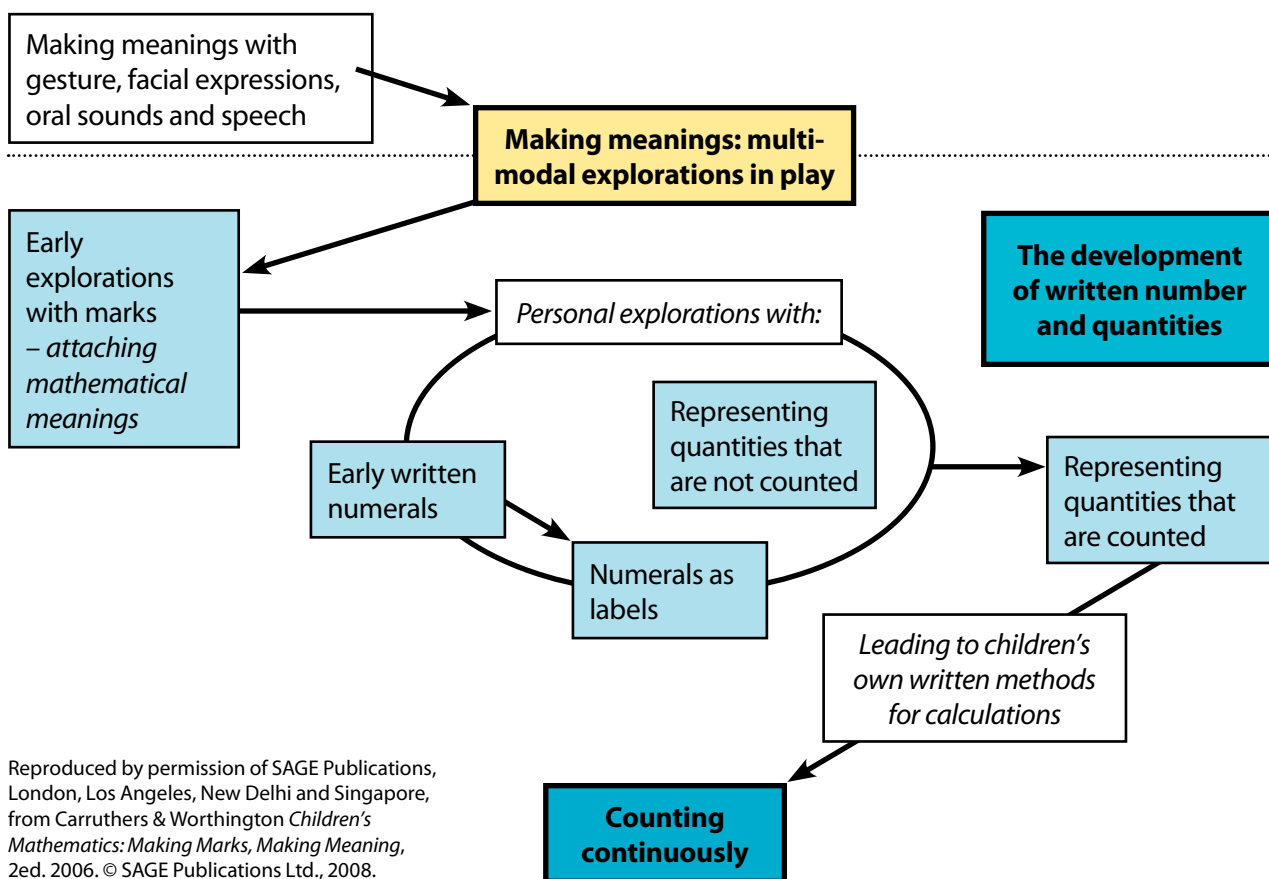 Making meanings with
gesture, facial expressions,
oral sounds and speech
Making meanings: multi-
modal explorations in play
Early
explorations
with marks
– attaching
mathematical
meanings
The development
of written number
and quantities
Personal explorations with:
Representing
quantities that
are not counted
Early written
numerals
Representing
quantities that
are counted
Numerals as
labels
Leading to children’s
own written methods
for calculations
Reproduced by permission of SAGE Publications,
London, Los Angeles, New Delhi and Singapore,
from Carruthers & Worthington Children’s
Mathematics: Making Marks, Making Meaning,
2ed. 2006. © SAGE Publications Ltd., 2008.
Counting
continuously